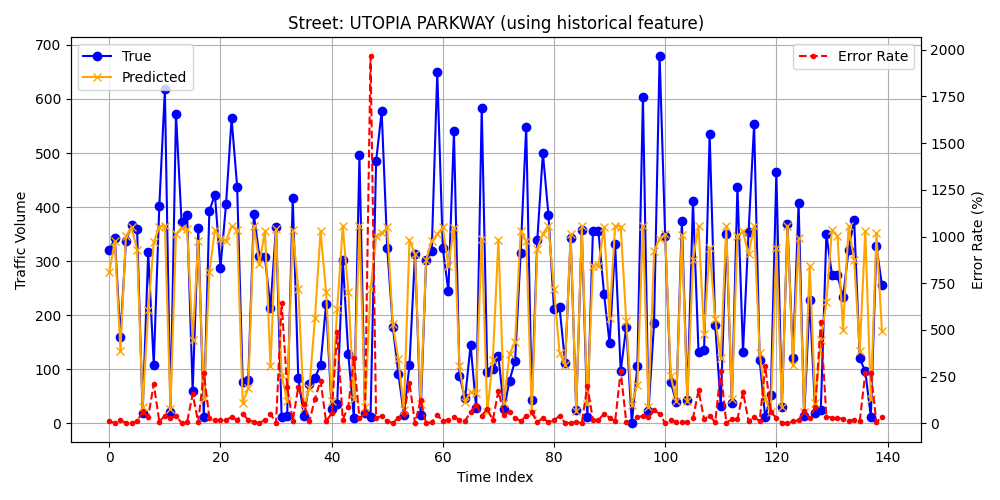 Street: UTOPIA PARKWAY (using historical feature)
True
Predicted
Error Rate
Traffic Volume
700
600
500
400
300
200
100
0
Error Rate (%)
2000
1750
1500
1250
1000
750
500
250
0
0 20 40 60 80 100 120 140
Time Index